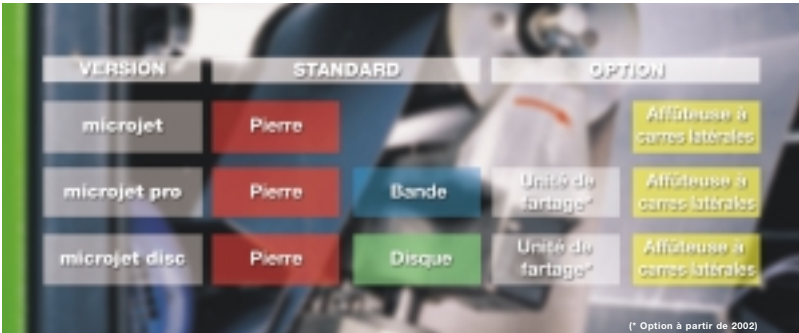 VERSION STANDARD OPTION
microjet Pierre Affûteuse à
carres latérales
microjet pro Pierre Bande Unité de
fartage* Affûteuse à
carres latérales
microjet disc Pierre Disque Unité de
fartage* Affûteuse à
carres latérales
(* Option à partir de 2002)